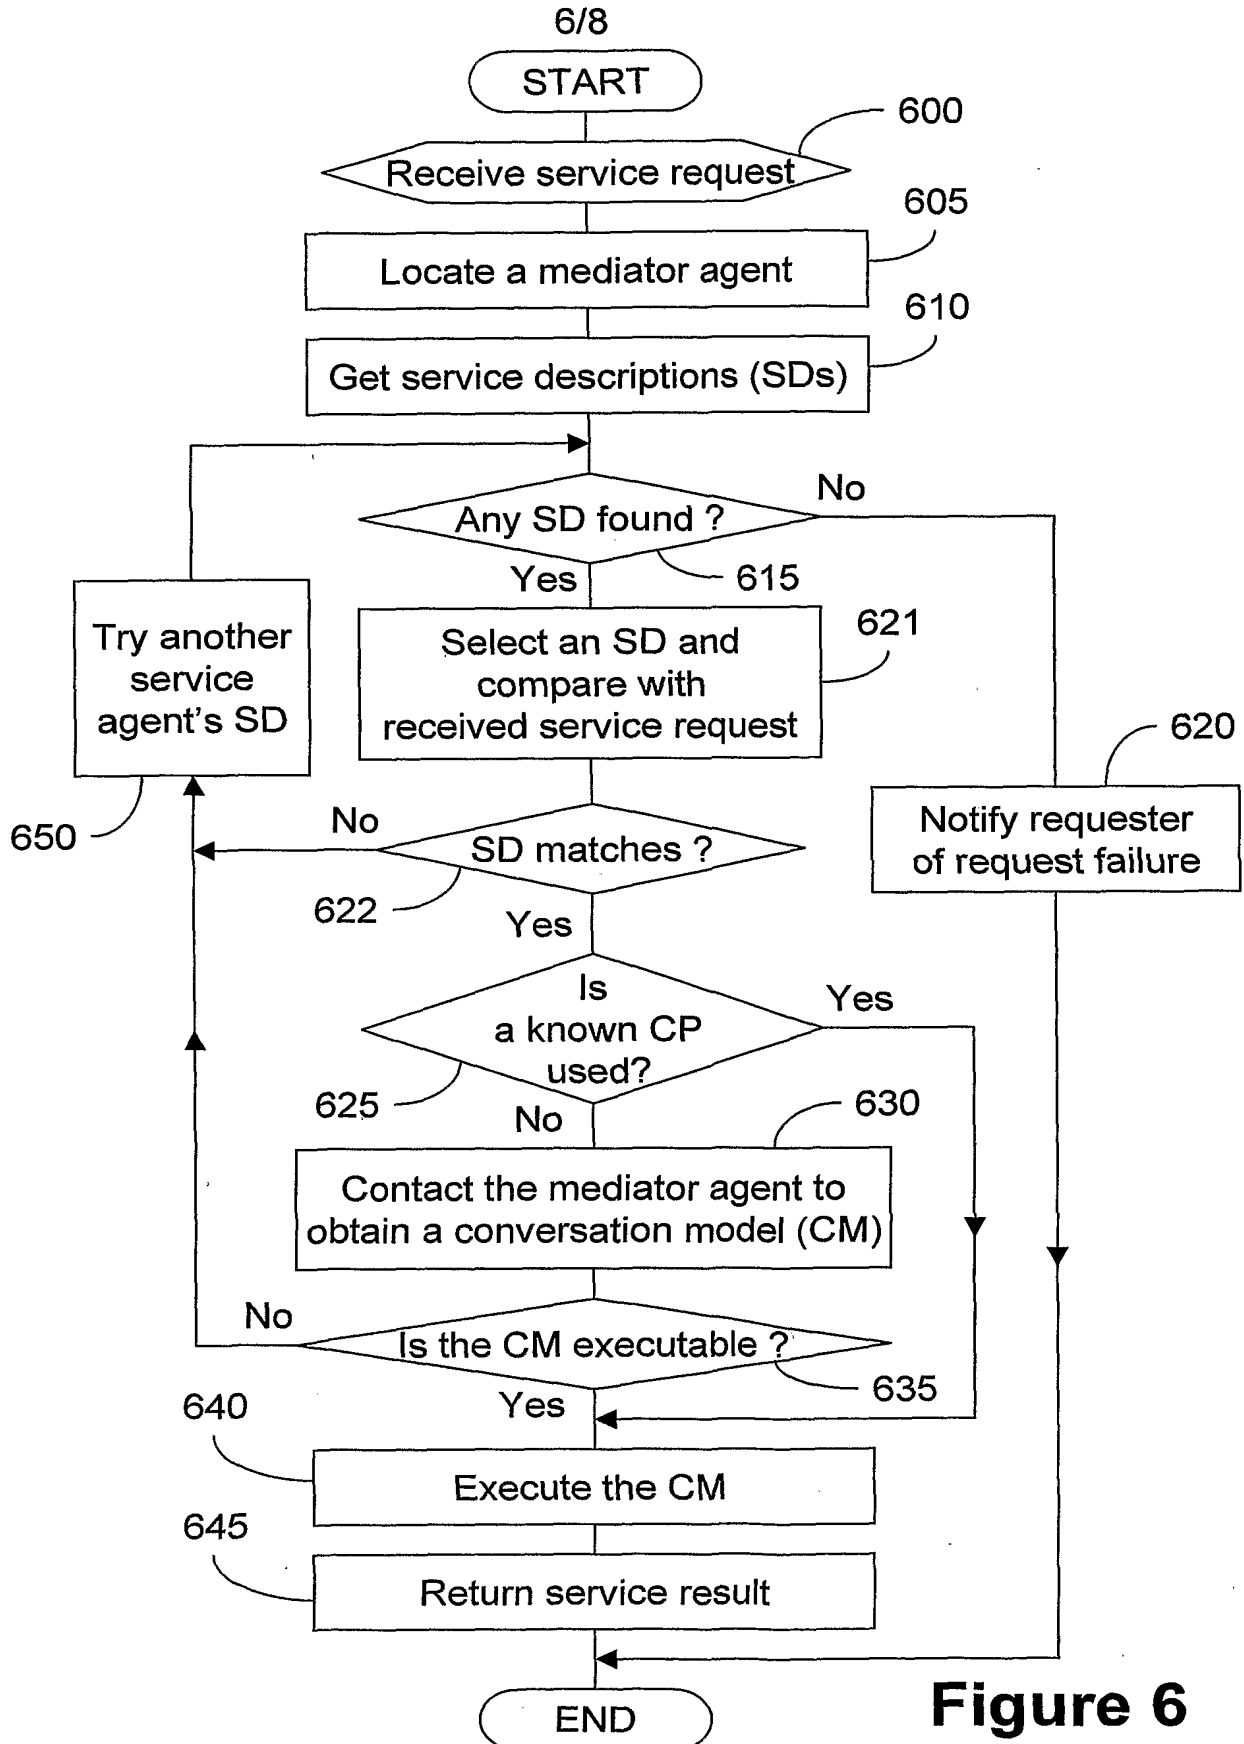 6/8
START
600
Receive service request
605
Locate a mediator agent
610
Get service descriptions (SDs)
No
Any SD found ?
615
Yes
621
Select an SD and
compare with
received service request
Try another
service
agent's SD
650
620
Notify requester
of request failure
No
SD matches ?
622
Yes
Is
a known CP
used?
Yes
625
No
630
Contact the mediator agent to
obtain a conversation model (CM)
No
Is the CM executable ?
635
Yes
640
Execute the CM
645
Return service result
END
Figure 6